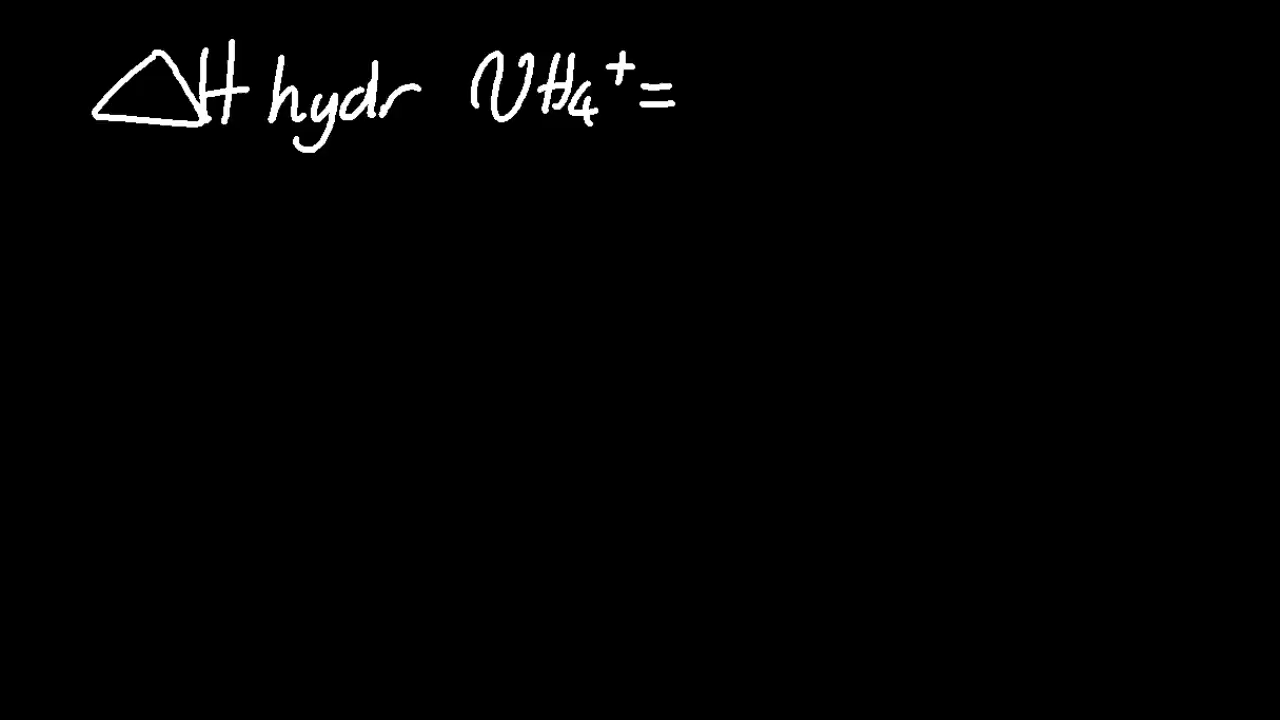 ΔH hydr NH₄⁺ =